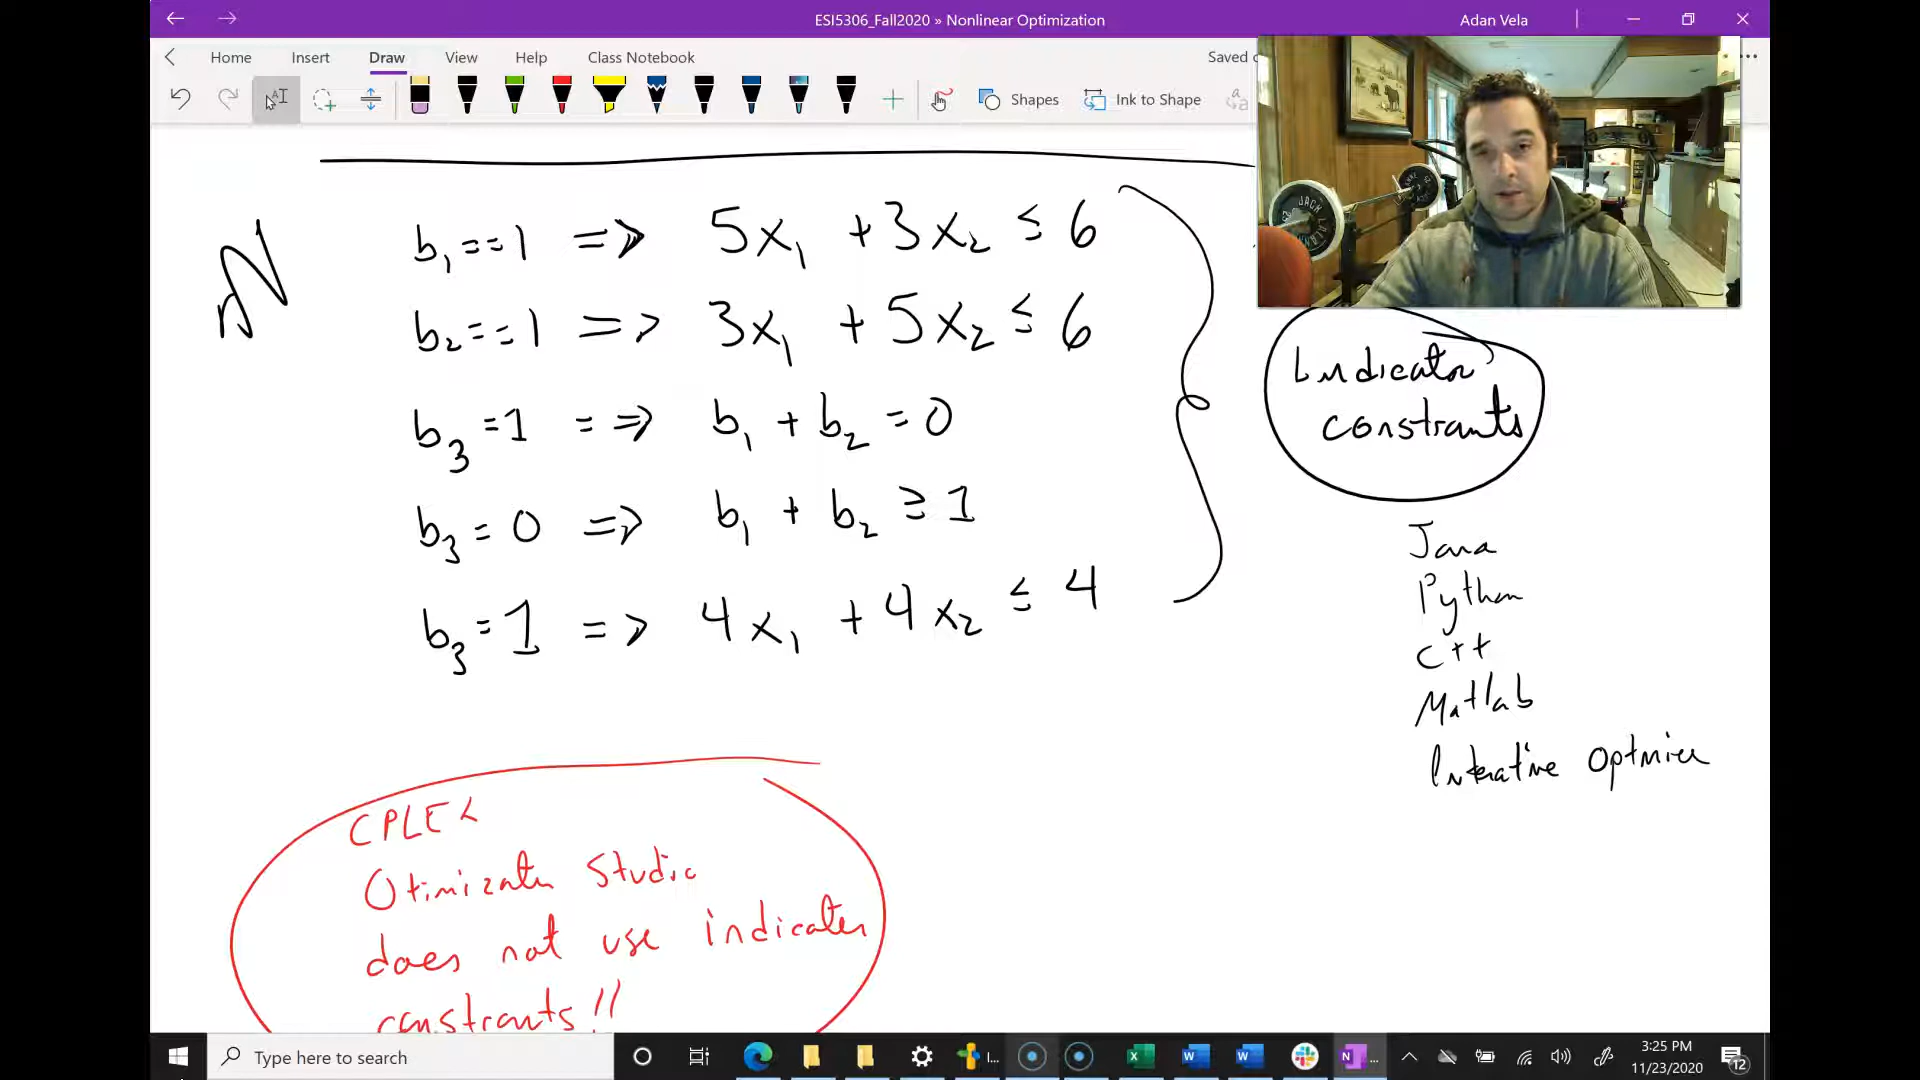 ESI5306_Fall2020 » Nonlinear Optimization
Adan Vela
Home Insert Draw View Help Class Notebook
Saved
Shapes Ink to Shape
b₁==1 => 5x₁ + 3x₂ ≤ 6
b₂==1 => 3x₁ + 5x₂ ≤ 6
b₃=1 ==> b₁ + b₂ = 0
b₃=0 => b₁ + b₂ ≥ 1
b₃=1 => 4x₁ + 4x₂ ≤ 4
Indicator
constraints
Java
Python
C++
Matlab
CPLEX
Otimizaten Studio
does not use indicator
constraints!!
Type here to search
3:25 PM
11/23/2020
12